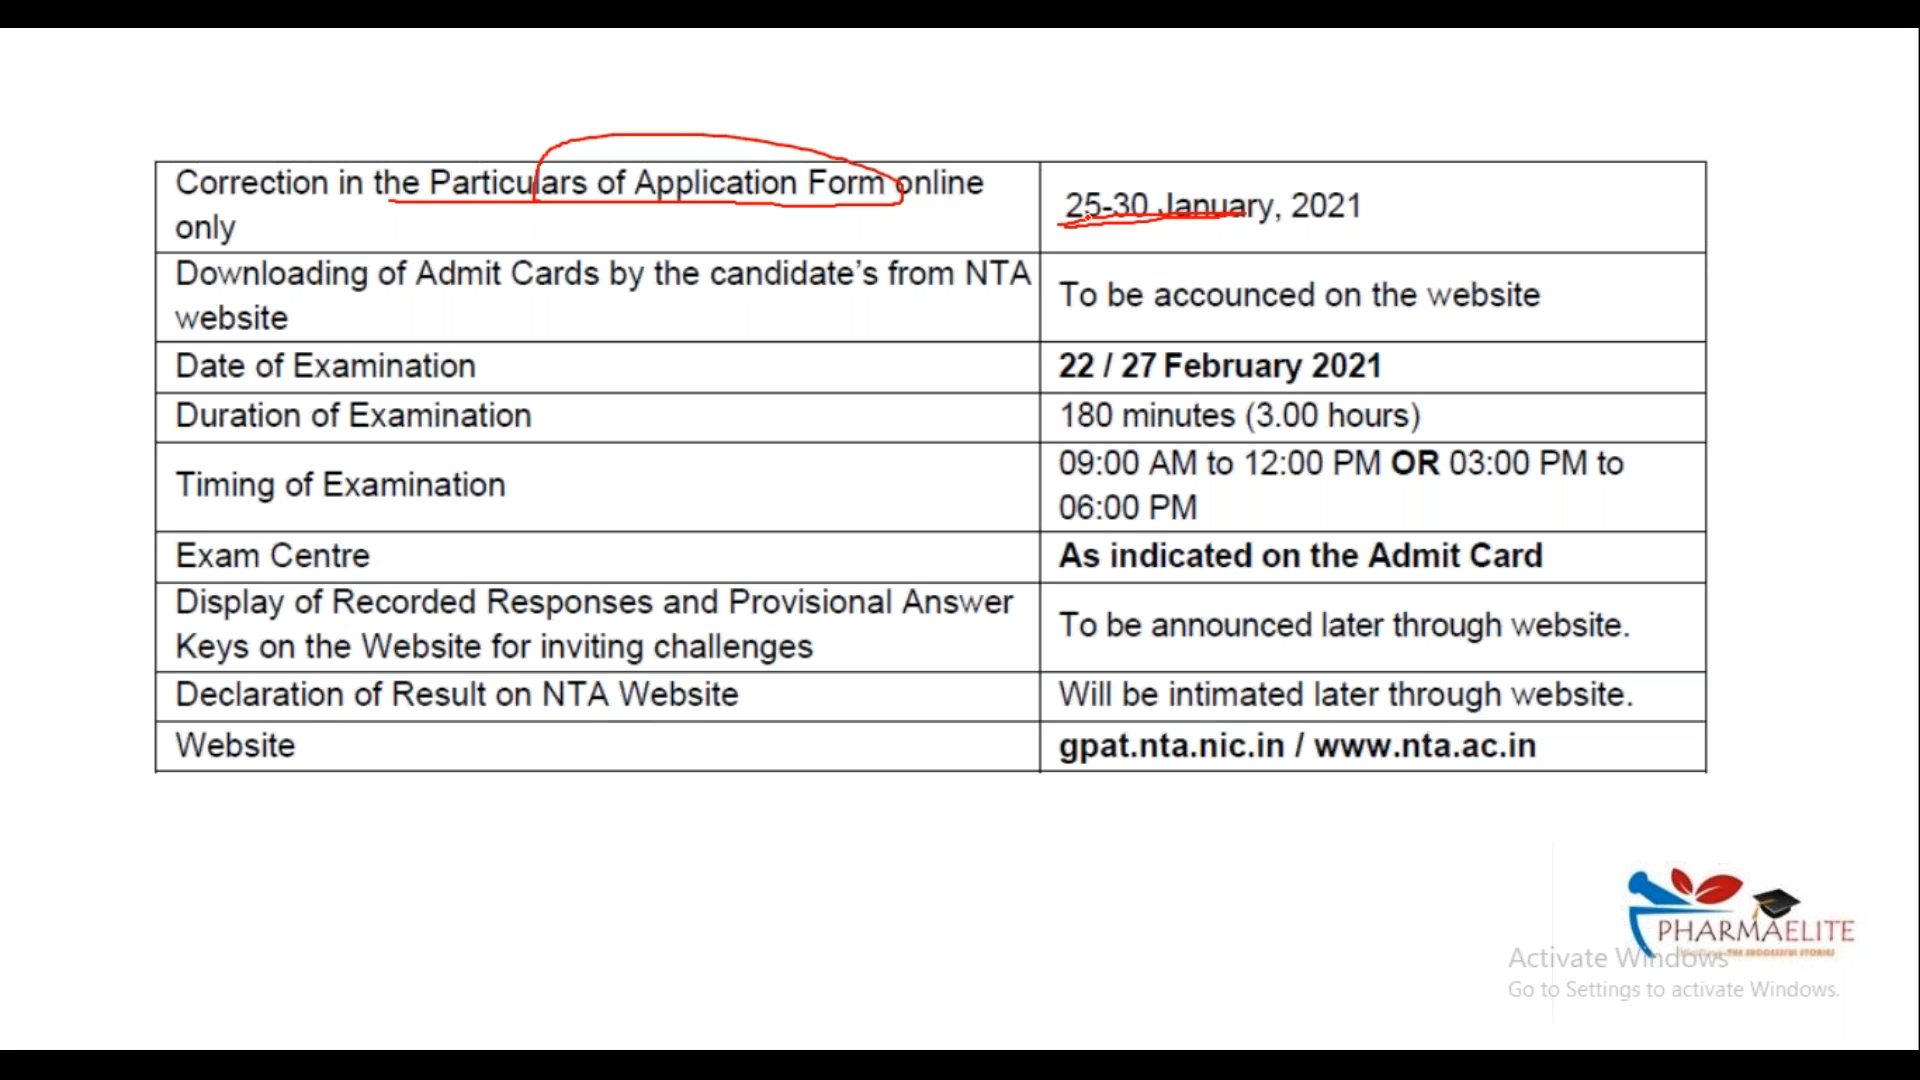 Correction in the Particulars of Application Form online
only
25-30 January, 2021
Downloading of Admit Cards by the candidate’s from NTA
website
To be accounced on the website
Date of Examination
22 / 27 February 2021
Duration of Examination
180 minutes (3.00 hours)
Timing of Examination
09:00 AM to 12:00 PM OR 03:00 PM to
06:00 PM
Exam Centre
As indicated on the Admit Card
Display of Recorded Responses and Provisional Answer
Keys on the Website for inviting challenges
To be announced later through website.
Declaration of Result on NTA Website
Will be intimated later through website.
Website
gpat.nta.nic.in / www.nta.ac.in
PHARMAELITE
THE SUCCESSFUL STORIES
Activate Windows
Go to Settings to activate Windows.